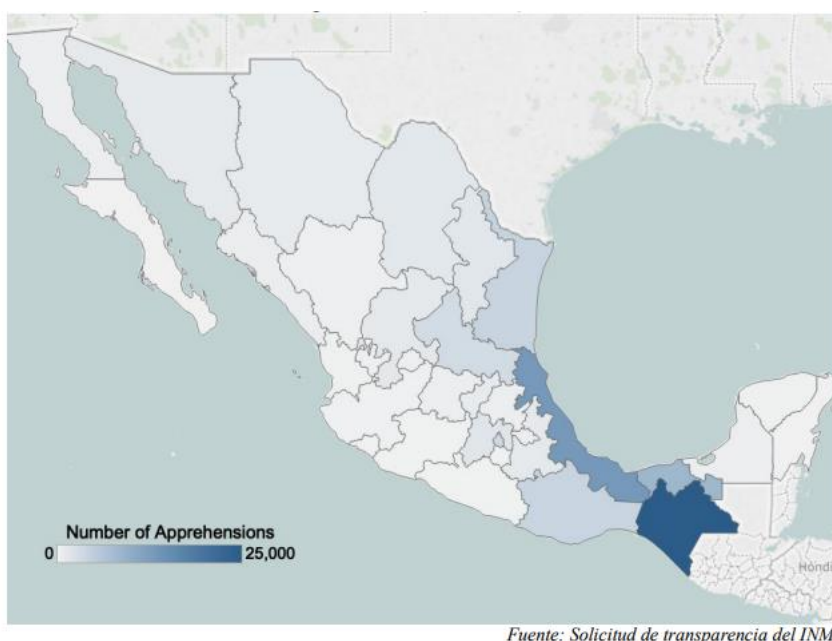 Number of Apprehensions
0 25,000
Fuente: Solicitud de transparencia del INM